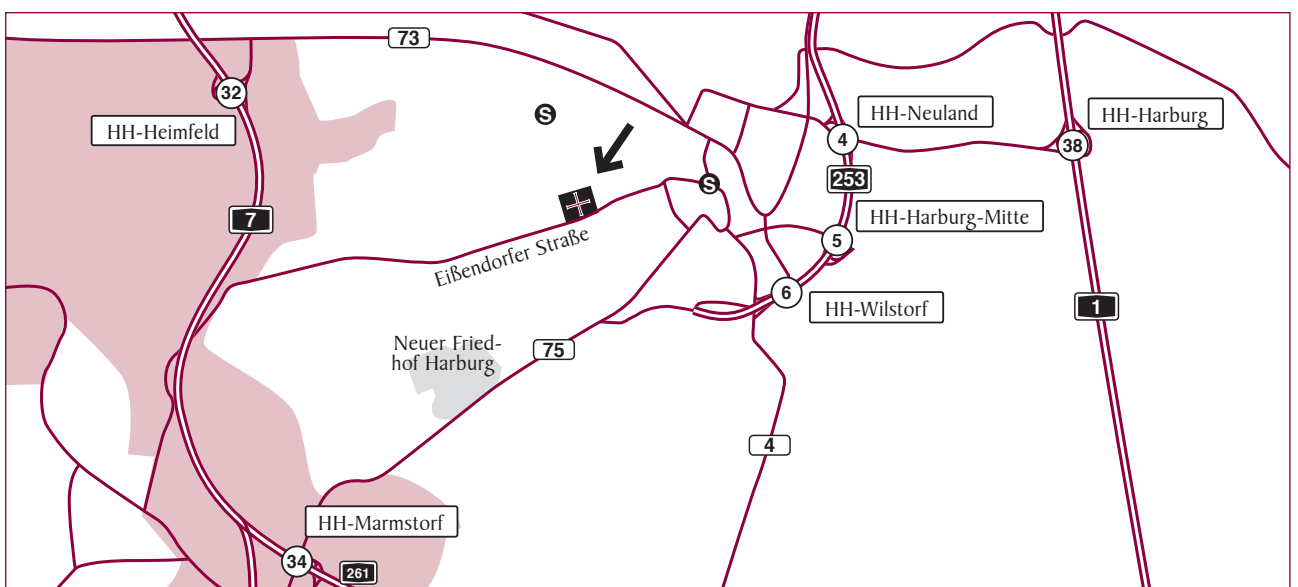 73
32
S
HH-Neuland
HH-Harburg
HH-Heimfeld
4
38
253
S
7
HH-Harburg-Mitte
5
Eißendorfer Straße
6
HH-Wilstorf
1
Neuer Fried-
hof Harburg
75
4
HH-Marmstorf
34
261